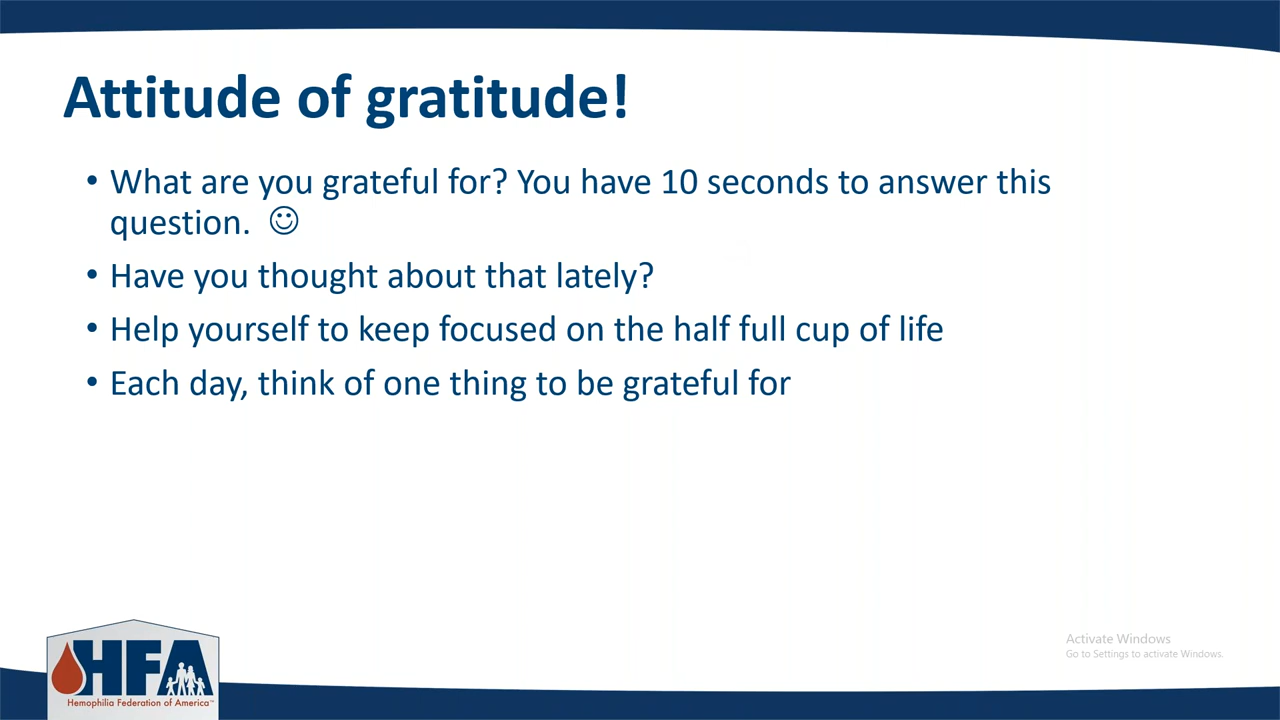 Attitude of gratitude!
• What are you grateful for? You have 10 seconds to answer this
question. ☺
• Have you thought about that lately?
• Help yourself to keep focused on the half full cup of life
• Each day, think of one thing to be grateful for
Activate Windows
Go to Settings to activate Windows.
HFA
Hemophilia Federation of America™